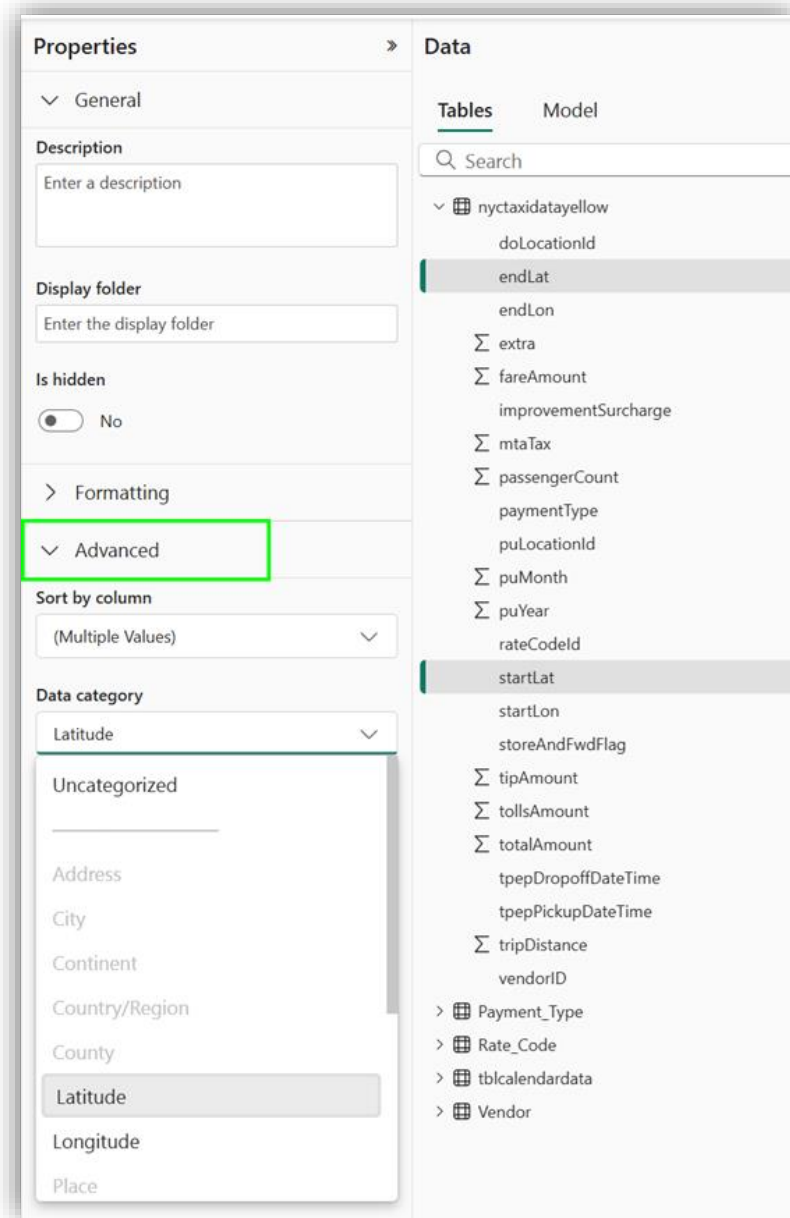 Properties
General
Description
Enter a description
Display folder
Enter the display folder
Is hidden
No
Formatting
Advanced
Sort by column
(Multiple Values)
Data category
Latitude
Uncategorized
Address
City
Continent
Country/Region
County
Latitude
Longitude
Place
Data
Tables Model
Search
nyctaxidatayellow
doLocationId
endLat
endLon
extra
fareAmount
improvementSurcharge
mtaTax
passengerCount
paymentType
puLocationId
puMonth
puYear
rateCodeId
startLat
startLon
storeAndFwdFlag
tipAmount
tollsAmount
totalAmount
tpepDropoffDateTime
tpepPickupDateTime
tripDistance
vendorID
Payment_Type
Rate_Code
tblcalendardata
Vendor